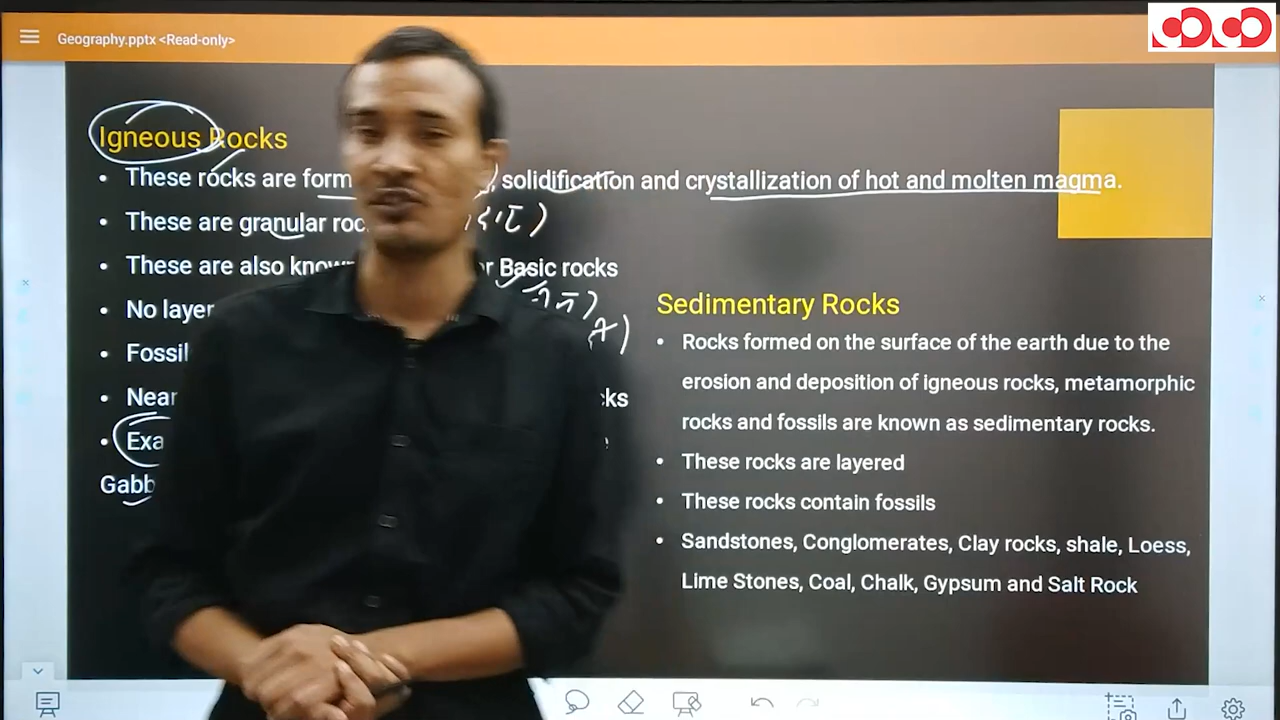 Geography.pptx <Read-only>
Igneous Rocks
These rocks are form , solidification and crystallization of hot and molten magma.
These are granular roc
These are also know r Basic rocks
No layer
Fossil
Near cks
Exa
Gabb
Sedimentary Rocks
Rocks formed on the surface of the earth due to the
erosion and deposition of igneous rocks, metamorphic
rocks and fossils are known as sedimentary rocks.
These rocks are layered
These rocks contain fossils
Sandstones, Conglomerates, Clay rocks, shale, Loess,
Lime Stones, Coal, Chalk, Gypsum and Salt Rock